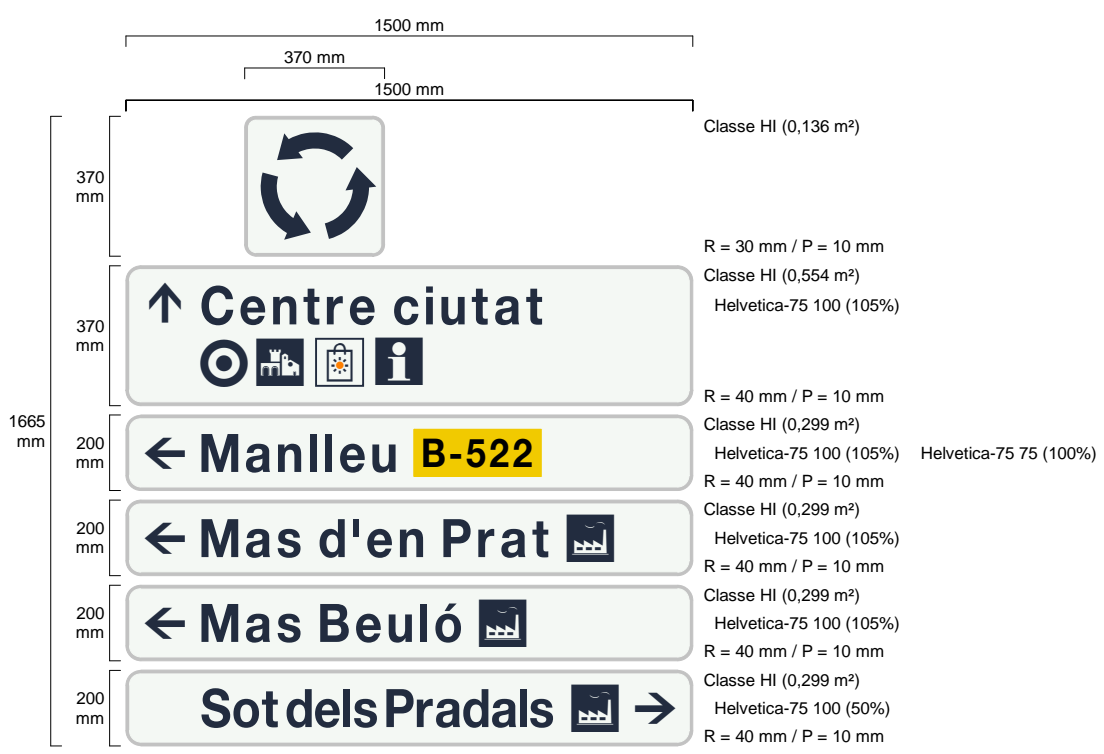 1500 mm
370 mm
1500 mm
Classe HI (0,136 m²)
370 mm
R = 30 mm / P = 10 mm
Classe HI (0,554 m²)
Centre ciutat
Helvetica-75 100 (105%)
370 mm
i
R = 40 mm / P = 10 mm
1665 mm
Classe HI (0,299 m²)
200 mm
Manlleu B-522
Helvetica-75 100 (105%) Helvetica-75 75 (100%)
R = 40 mm / P = 10 mm
Classe HI (0,299 m²)
200 mm
Mas d'en Prat
Helvetica-75 100 (105%)
R = 40 mm / P = 10 mm
Classe HI (0,299 m²)
200 mm
Mas Beuló
Helvetica-75 100 (105%)
R = 40 mm / P = 10 mm
Classe HI (0,299 m²)
200 mm
Sot dels Pradals
Helvetica-75 100 (50%)
R = 40 mm / P = 10 mm